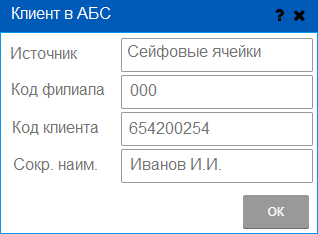 Клиент в АБС ? ×
Источник Сейфовые ячейки
Код филиала 000
Код клиента 654200254
Сокр. наим. Иванов И.И.
ОК